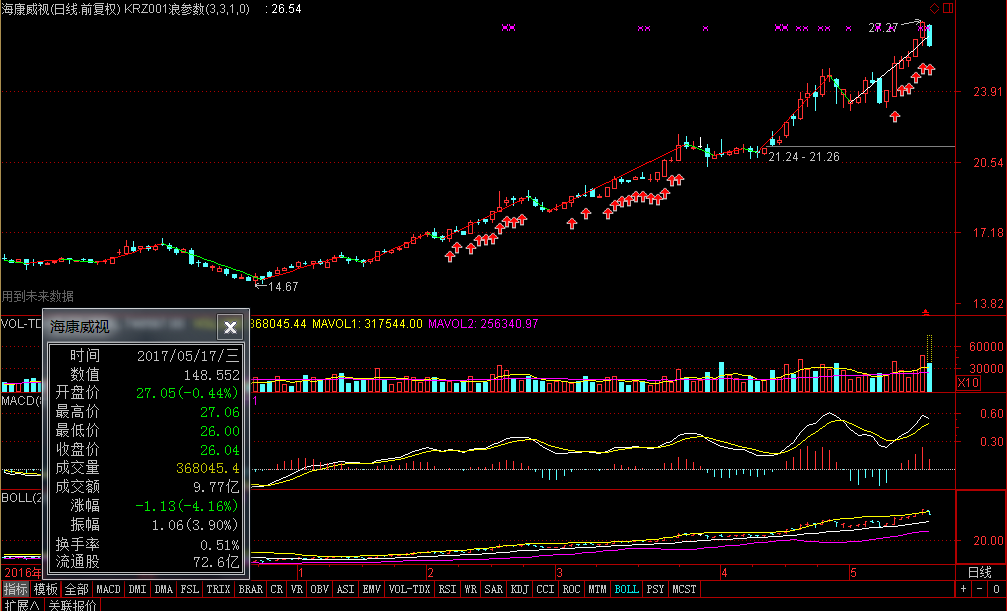 海康威视(日线.前复权) KRZ001浪参数(3,3,1,0) : 26.54
27.27
23.91
21.24 - 21.26
20.54
17.18
14.67
用到未来数据
13.82
VOL-TD 368045.44 MAVOL1: 317544.00 MAVOL2: 256340.97
海康威视 X
60000
时间 2017/05/17/三
数值 148.552
30000
X10
开盘价 27.05(-0.44%)
MACD( 1
最高价 27.06
0.60
最低价 26.00
0.30
收盘价 26.04
成交量 368045.4
成交额 9.77亿
BOLL(2
涨幅 -1.13(-4.16%)
振幅 1.06(3.90%)
换手率 0.51%
20.00
流通股 72.6亿
2016年 1 2 3 4 5 日线
指标 模板 全部 MACD DMI DMA FSL TRIX BRAR CR VR OBV ASI EMV VOL-TDX RSI WR SAR KDJ CCI ROC MTM BOLL PSY MCST + - 0
扩展∧ 关联报价